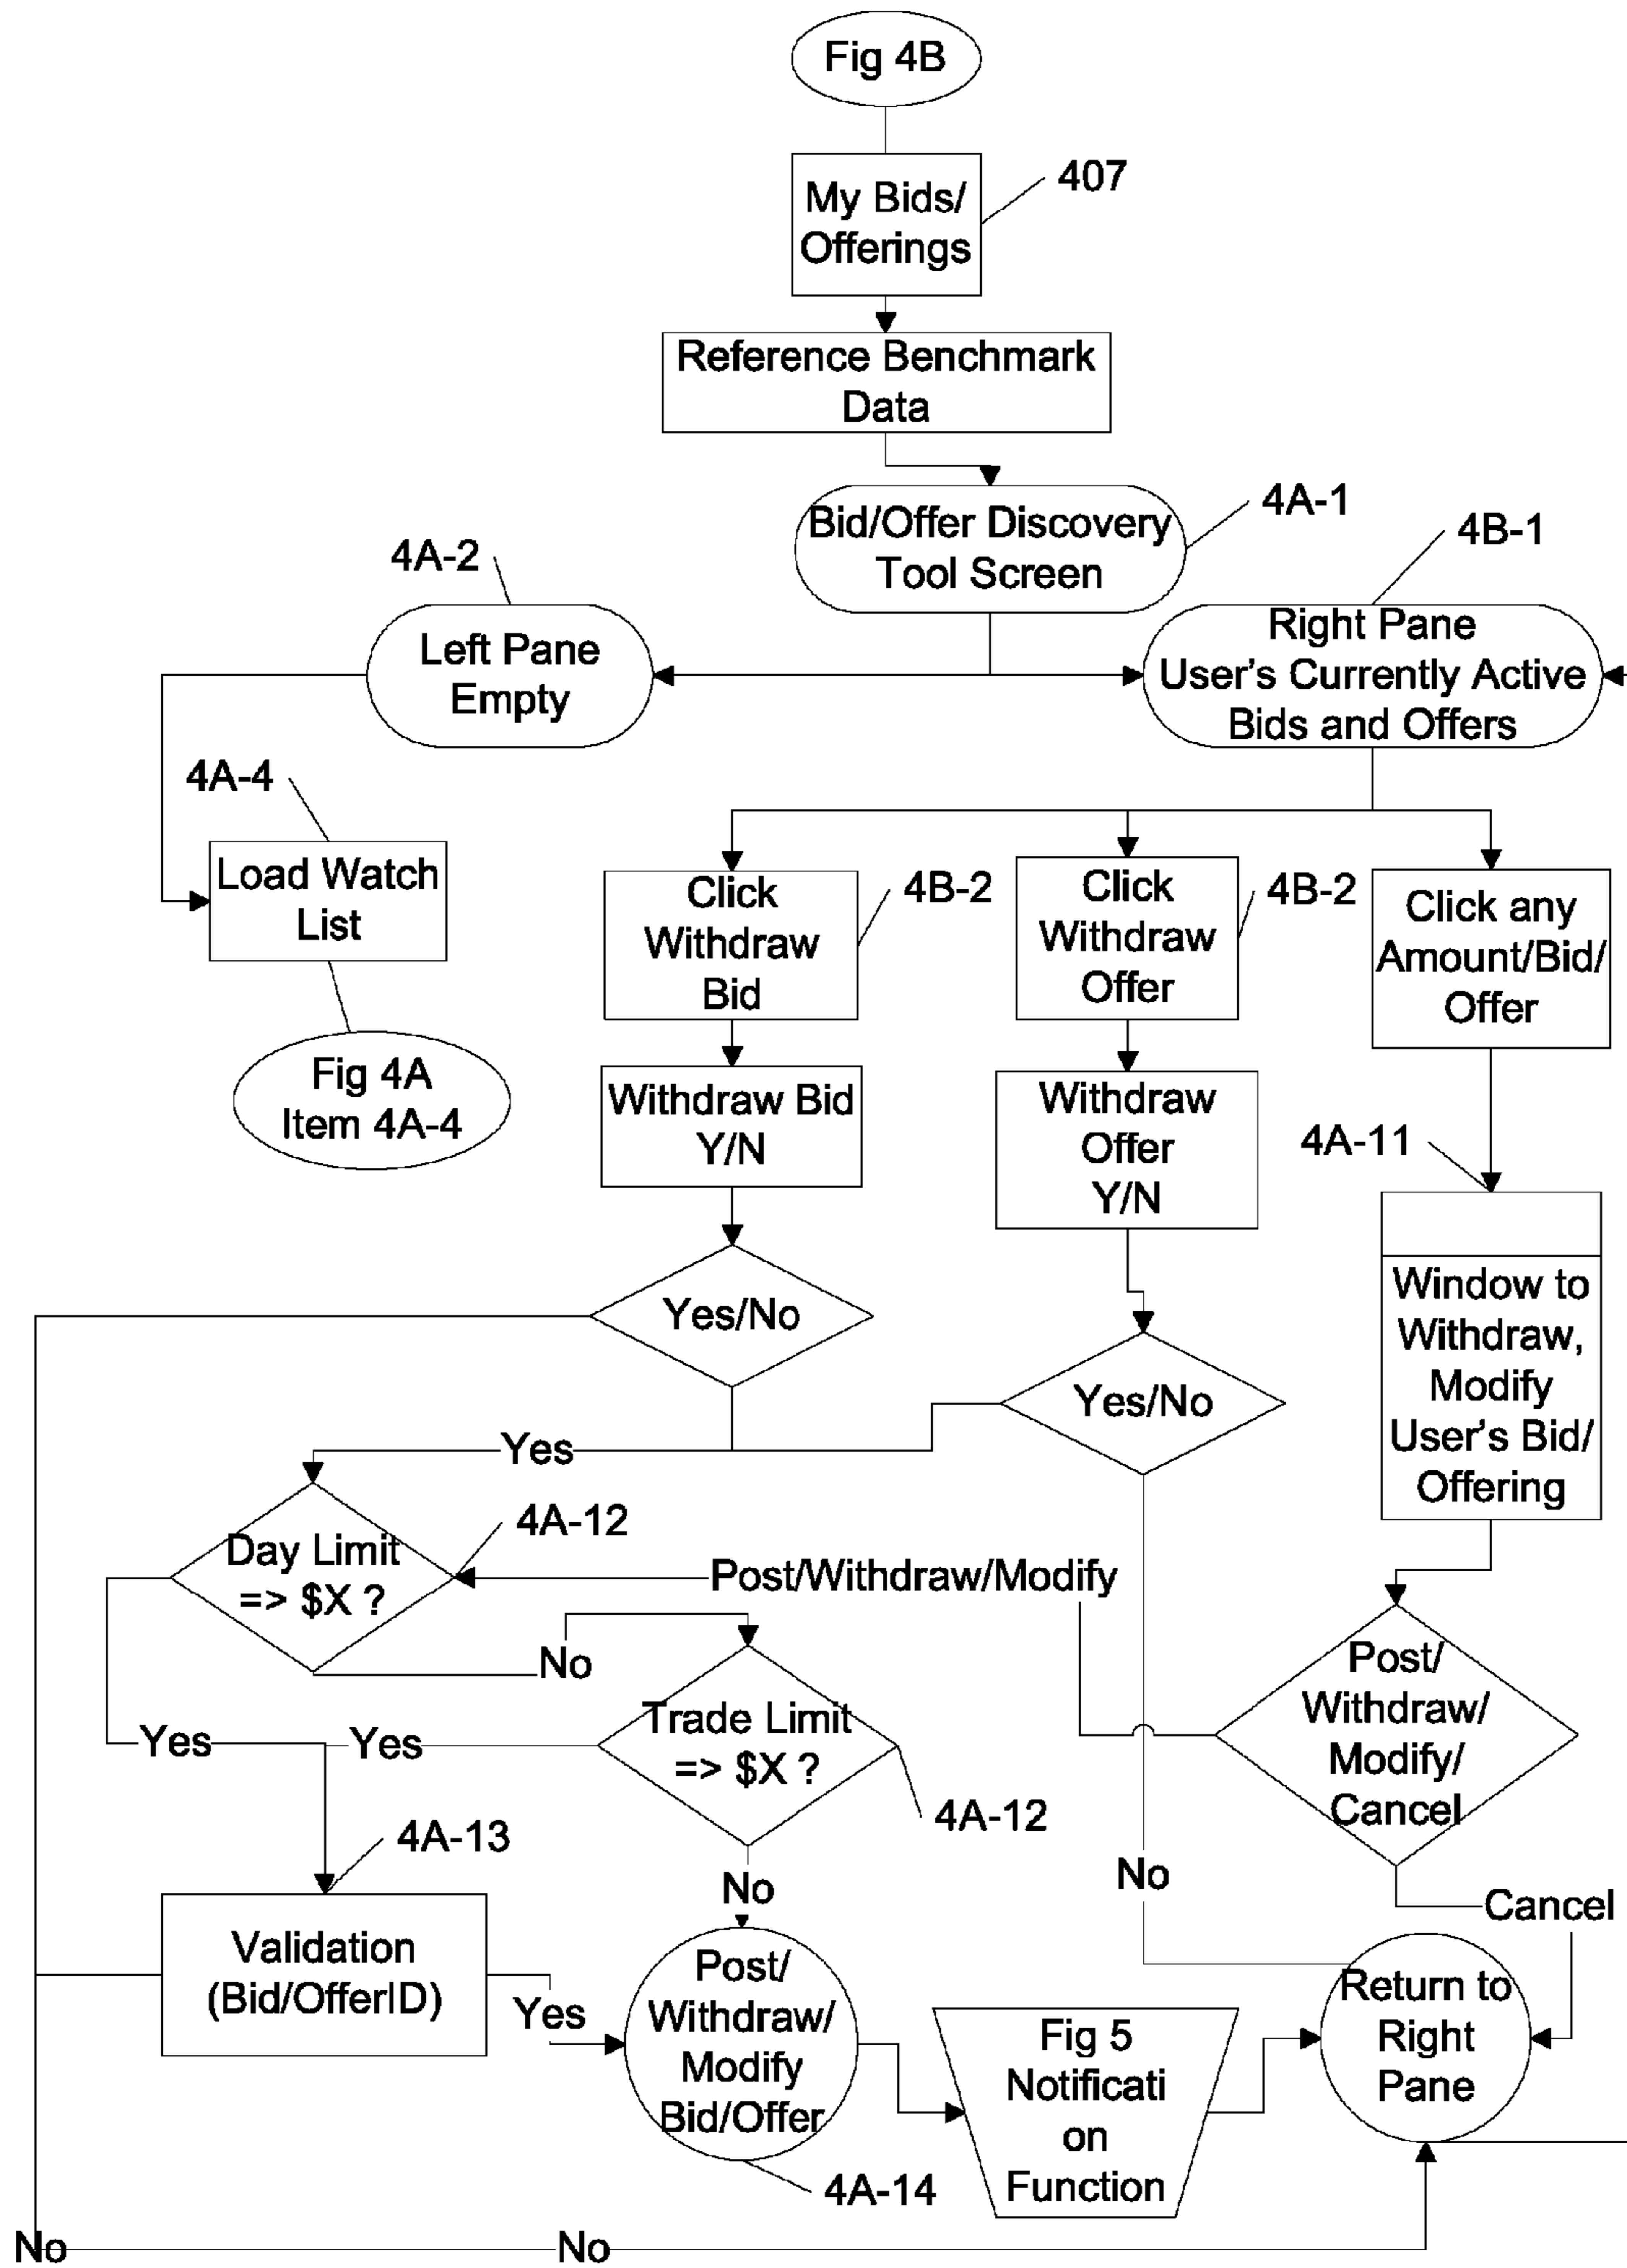 Fig 4B
My Bids/
Offerings
407
Reference Benchmark
Data
Bid/Offer Discovery
Tool Screen
4A-1
4A-2
Left Pane
Empty
4B-1
Right Pane
User's Currently Active
Bids and Offers
4A-4
Load Watch
List
Fig 4A
Item 4A-4
Click
Withdraw
Bid
4B-2
Click
Withdraw
Offer
4B-2
Click any
Amount/Bid/
Offer
Withdraw Bid
Y/N
Withdraw
Offer
Y/N
4A-11
Window to
Withdraw,
Modify
User's Bid/
Offering
Yes/No
Yes/No
Yes
Day Limit
=> $X ?
4A-12
Post/Withdraw/Modify
No
Trade Limit
=> $X ?
4A-12
Post/
Withdraw/
Modify/
Cancel
Yes
Yes
4A-13
No
No
Cancel
Validation
(Bid/OfferID)
Yes
Post/
Withdraw/
Modify
Bid/Offer
4A-14
Fig 5
Notificati
on
Function
Return to
Right
Pane
No
No